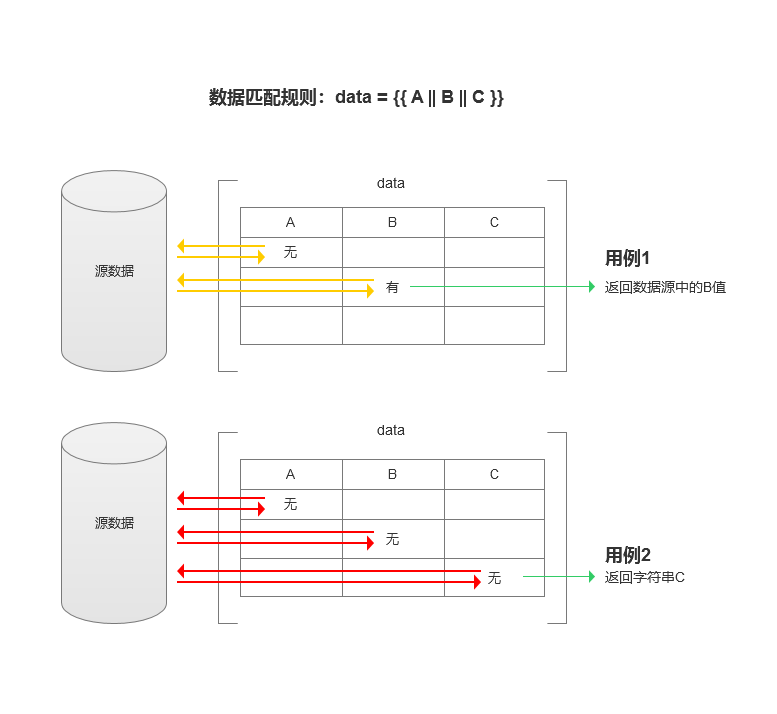 数据匹配规则：data = {{ A || B || C }}
data
A B C
源数据
无
有
用例1
返回数据源中的B值
data
A B C
源数据
无
无
无
用例2
返回字符串C